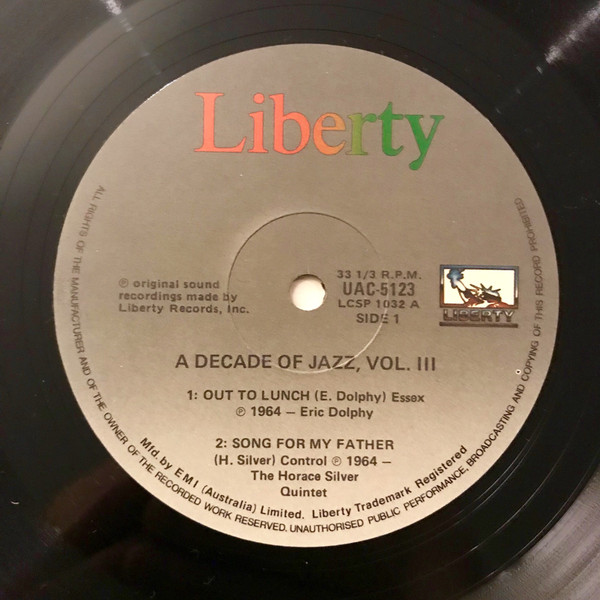 Liberty
℗ original sound
recordings made by
Liberty Records, Inc.
33 1/3 R.P.M.
UAC-5123
LCSP 1032 A
SIDE 1
LIBERTY
A DECADE OF JAZZ, VOL. III
1: OUT TO LUNCH (E. Dolphy) Essex
℗ 1964 – Eric Dolphy
2: SONG FOR MY FATHER
(H. Silver) Control ℗ 1964 –
The Horace Silver
Quintet
Mfd. by EMI (Australia) Limited. Liberty Trademark Registered
ALL RIGHTS OF THE MANUFACTURER AND OF THE OWNER OF THE RECORDED WORK RESERVED. UNAUTHORISED PUBLIC PERFORMANCE, BROADCASTING AND COPYING OF THIS RECORD PROHIBITED